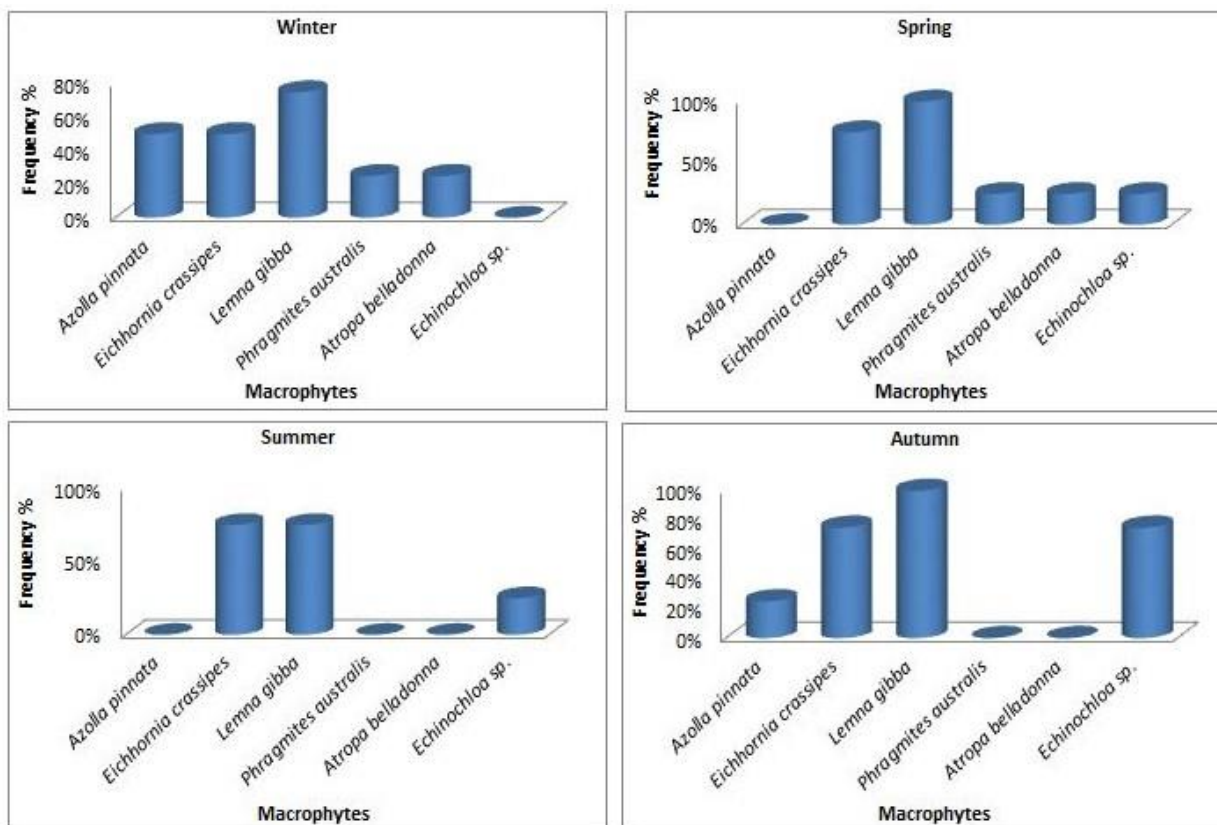 Winter
Frequency %
80%
60%
40%
20%
0%
Azolla pinnata
Eichhornia crassipes
Lemna gibba
Phragmites australis
Atropa belladonna
Echinochloa sp.
Macrophytes
Spring
Frequency %
100%
50%
0%
Azolla pinnata
Eichhornia crassipes
Lemna gibba
Phragmites australis
Atropa belladonna
Echinochloa sp.
Macrophytes
Summer
Frequency %
100%
50%
0%
Azolla pinnata
Eichhornia crassipes
Lemna gibba
Phragmites australis
Atropa belladonna
Echinochloa sp.
Macrophytes
Autumn
Frequency %
100%
80%
60%
40%
20%
0%
Azolla pinnata
Eichhornia crassipes
Lemna gibba
Phragmites australis
Atropa belladonna
Echinochloa sp.
Macrophytes